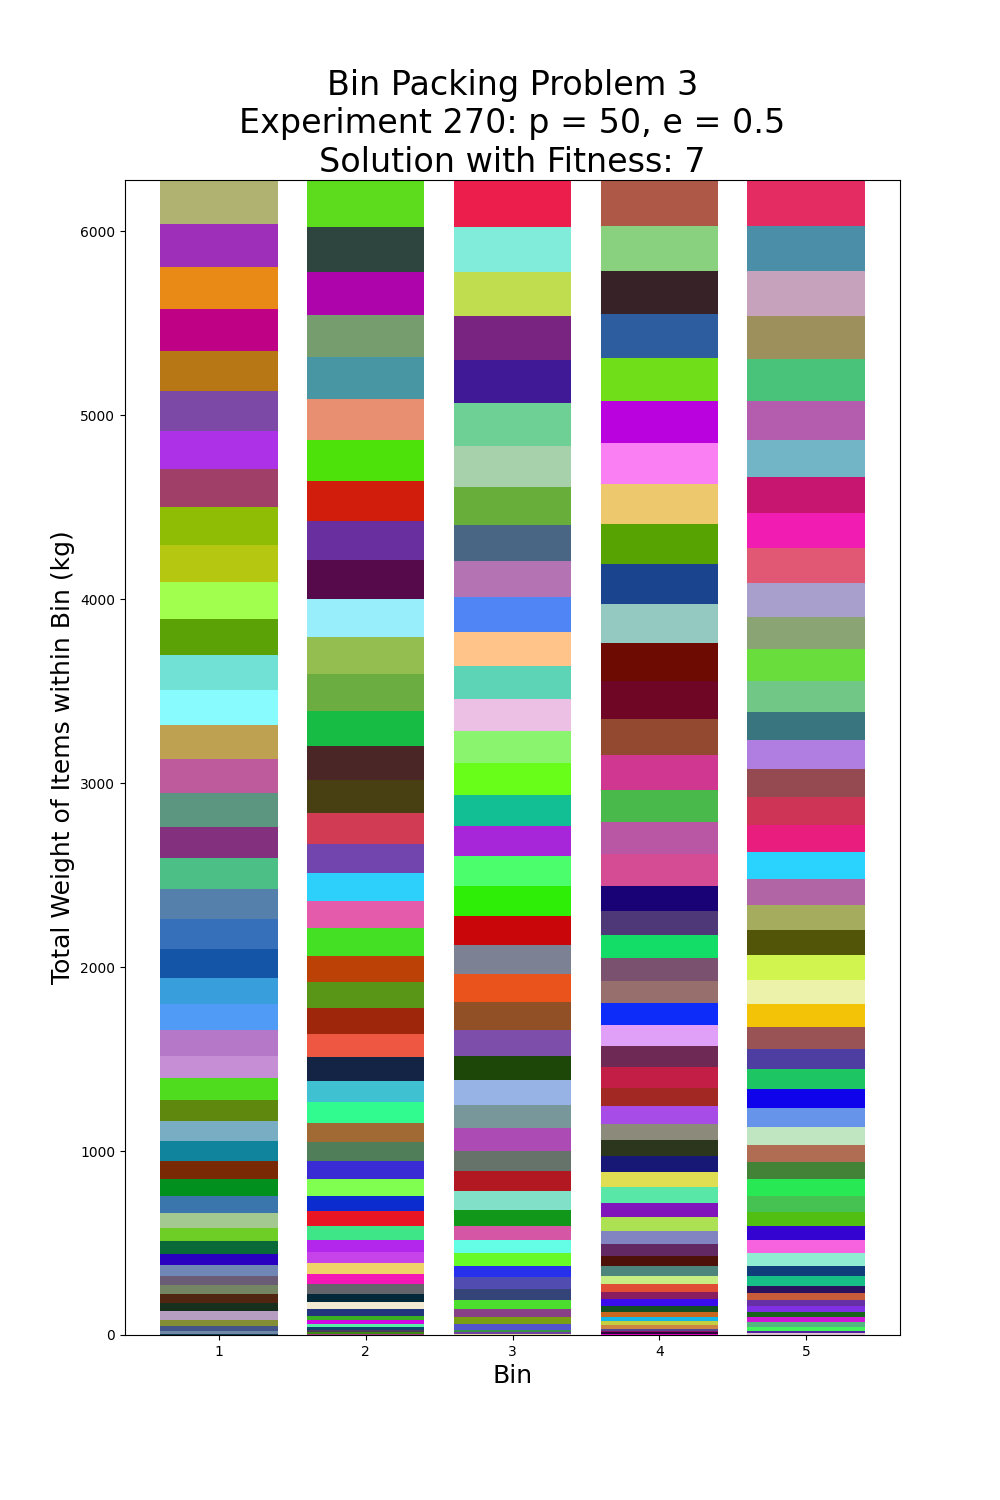 Bin Packing Problem 3
Experiment 270: p = 50, e = 0.5
Solution with Fitness: 7
Total Weight of Items within Bin (kg)
6000
5000
4000
3000
2000
1000
0
1 2 3 4 5
Bin